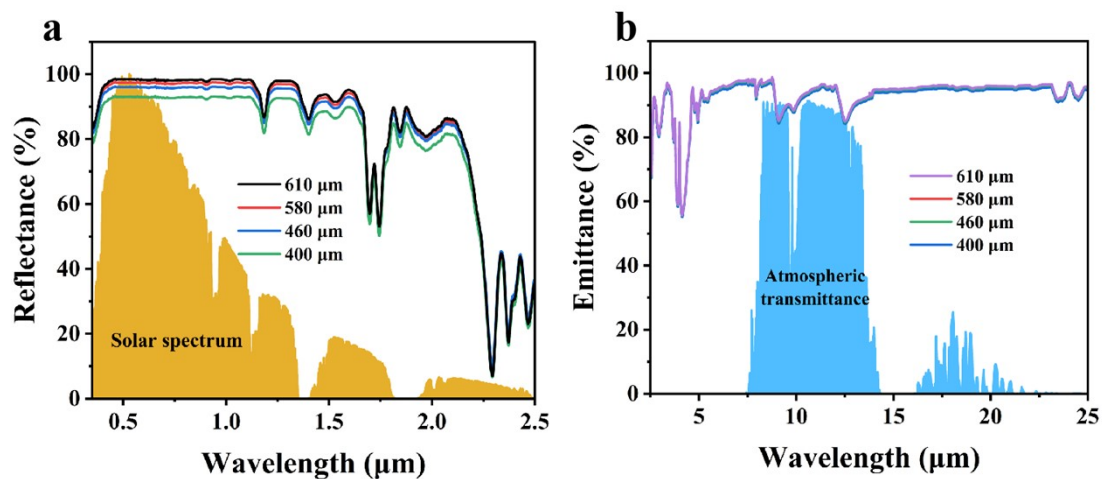 a
Reflectance (%)
100
80
60
40
20
0
610 μm
580 μm
460 μm
400 μm
Solar spectrum
0.5
1.0
1.5
2.0
2.5
Wavelength (μm)
b
Emittance (%)
100
80
60
40
20
0
610 μm
580 μm
460 μm
400 μm
Atmospheric
transmittance
5
10
15
20
25
Wavelength (μm)